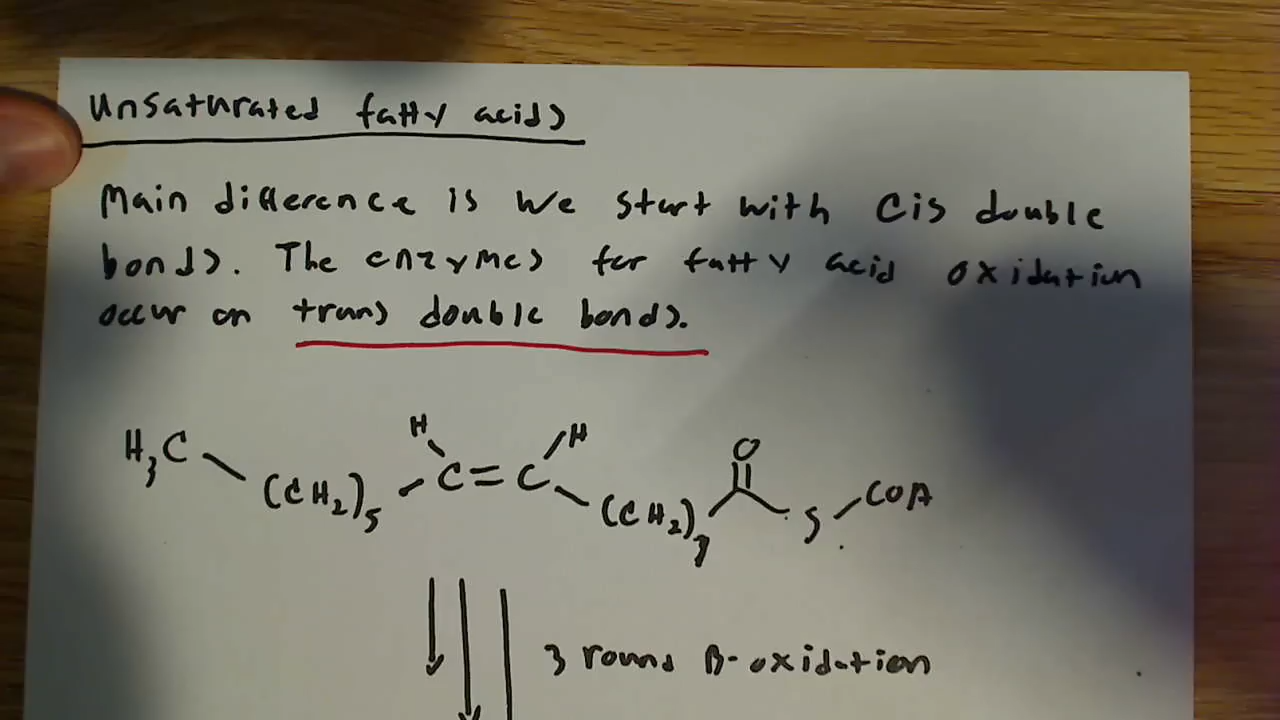 Unsaturated fatty acids
Main difference is we start with cis double
bonds. The enzymes for fatty acid oxidation
occur on trans double bonds.
H H O
H3C (CH2)5 C=C (CH2)7 S COA
3 round B-oxidation